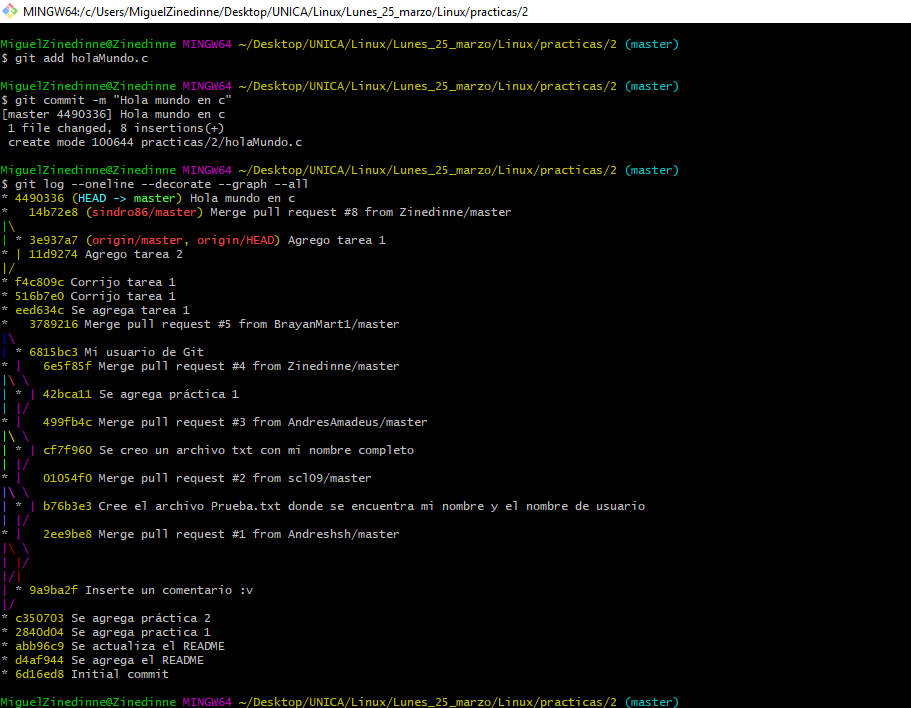 MINGW64:/c/Users/MiguelZinedinne/Desktop/UNICA/Linux/Lunes_25_marzo/Linux/practicas/2
MiguelZinedinne@Zinedinne MINGW64 ~/Desktop/UNICA/Linux/Lunes_25_marzo/Linux/practicas/2 (master)
$ git add holaMundo.c
MiguelZinedinne@Zinedinne MINGW64 ~/Desktop/UNICA/Linux/Lunes_25_marzo/Linux/practicas/2 (master)
$ git commit -m "Hola mundo en c"
[master 4490336] Hola mundo en c
 1 file changed, 8 insertions(+)
 create mode 100644 practicas/2/holaMundo.c
MiguelZinedinne@Zinedinne MINGW64 ~/Desktop/UNICA/Linux/Lunes_25_marzo/Linux/practicas/2 (master)
$ git log --oneline --decorate --graph --all
* 4490336 (HEAD -> master) Hola mundo en c
*   14b72e8 (sindro86/master) Merge pull request #8 from Zinedinne/master
|\
| * 3e937a7 (origin/master, origin/HEAD) Agrego tarea 1
* | 11d9274 Agrego tarea 2
|/
* f4c809c Corrijo tarea 1
* 516b7e0 Corrijo tarea 1
* eed634c Se agrega tarea 1
*   3789216 Merge pull request #5 from BrayanMart1/master
|\
| * 6815bc3 Mi usuario de Git
* |   6e5f85f Merge pull request #4 from Zinedinne/master
|\ \
| * | 42bca11 Se agrega práctica 1
| |/
* |   499fb4c Merge pull request #3 from AndresAmadeus/master
|\ \
| * | cf7f960 Se creo un archivo txt con mi nombre completo
| |/
* |   01054f0 Merge pull request #2 from scl09/master
|\ \
| * | b76b3e3 Cree el archivo Prueba.txt donde se encuentra mi nombre y el nombre de usuario
| |/
* |   2ee9be8 Merge pull request #1 from Andreshsh/master
|\ \
| |/
|/|
| * 9a9ba2f Inserte un comentario :v
|/
* c350703 Se agrega práctica 2
* 2840d04 Se agrega practica 1
* abb96c9 Se actualiza el README
* d4af944 Se agrega el README
* 6d16ed8 Initial commit
MiguelZinedinne@Zinedinne MINGW64 ~/Desktop/UNICA/Linux/Lunes_25_marzo/Linux/practicas/2 (master)